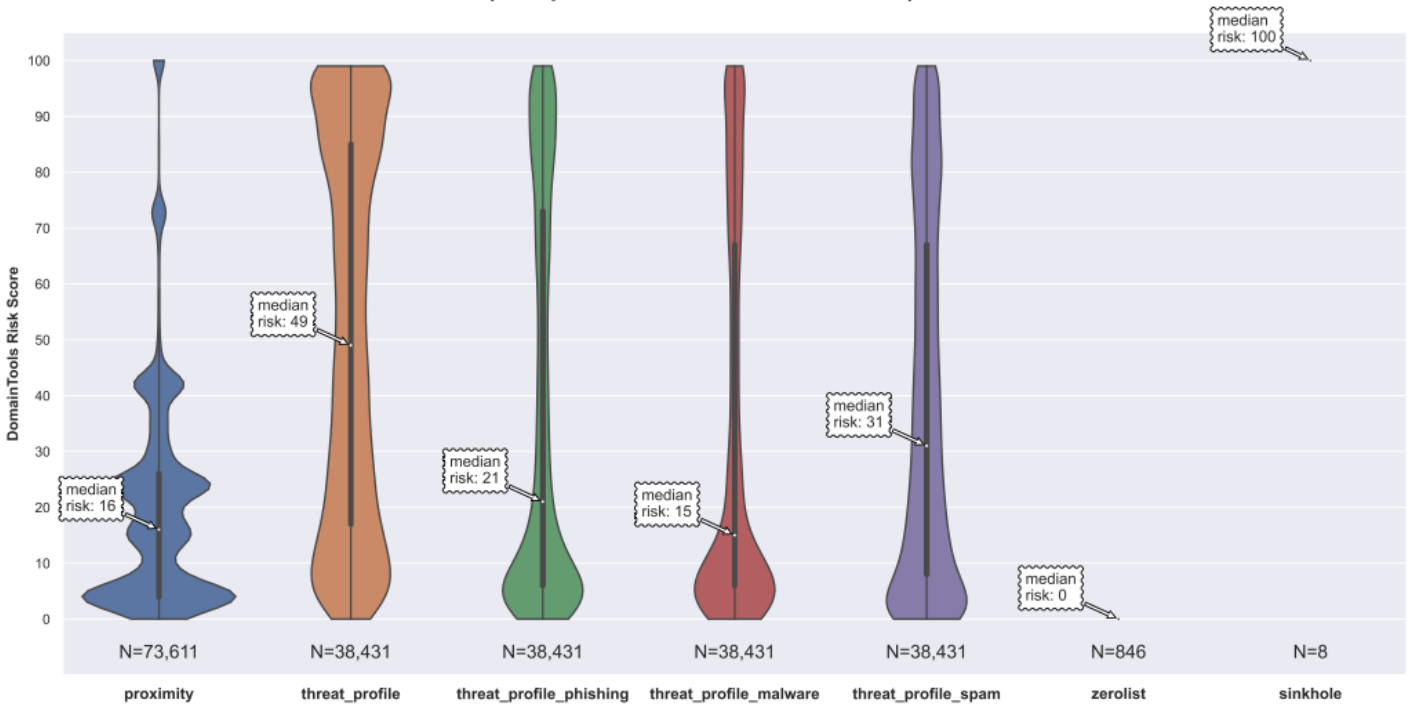 median
risk: 100
100
90
80
70
60
50
40
30
20
10
0
DomainTools Risk Score
median
risk: 16
median
risk: 49
median
risk: 21
median
risk: 15
median
risk: 31
median
risk: 0
N=73,611
N=38,431
N=38,431
N=38,431
N=38,431
N=846
N=8
proximity
threat_profile
threat_profile_phishing
threat_profile_malware
threat_profile_spam
zerolist
sinkhole